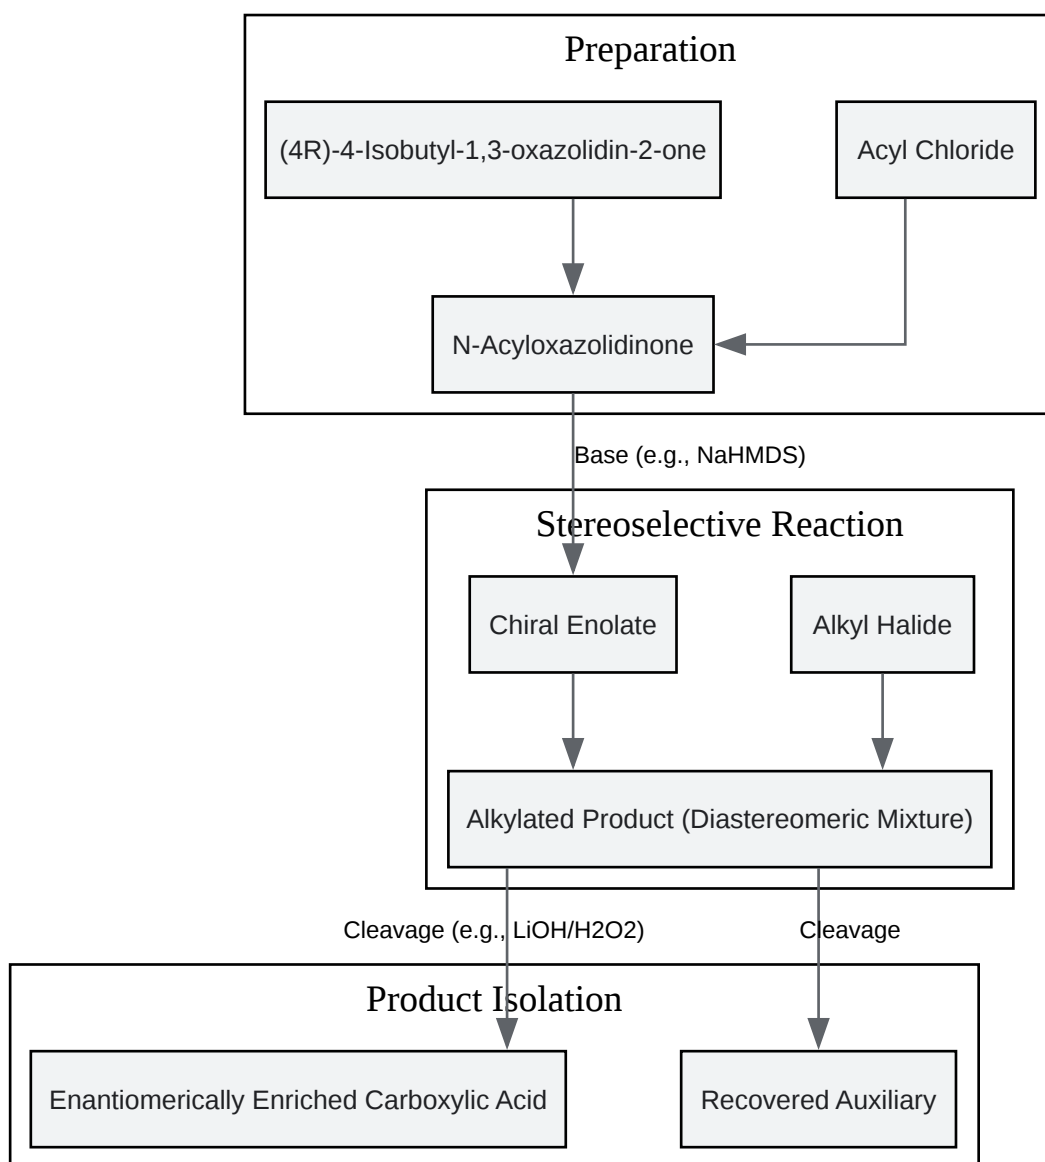 Preparation
(4R)-4-Isobutyl-1,3-oxazolidin-2-one
Acyl Chloride
N-Acyloxazolidinone
Base (e.g., NaHMDS)
Stereoselective Reaction
Chiral Enolate
Alkyl Halide
Alkylated Product (Diastereomeric Mixture)
Cleavage (e.g., LiOH/H2O2)
Cleavage
Product Isolation
Enantiomerically Enriched Carboxylic Acid
Recovered Auxiliary